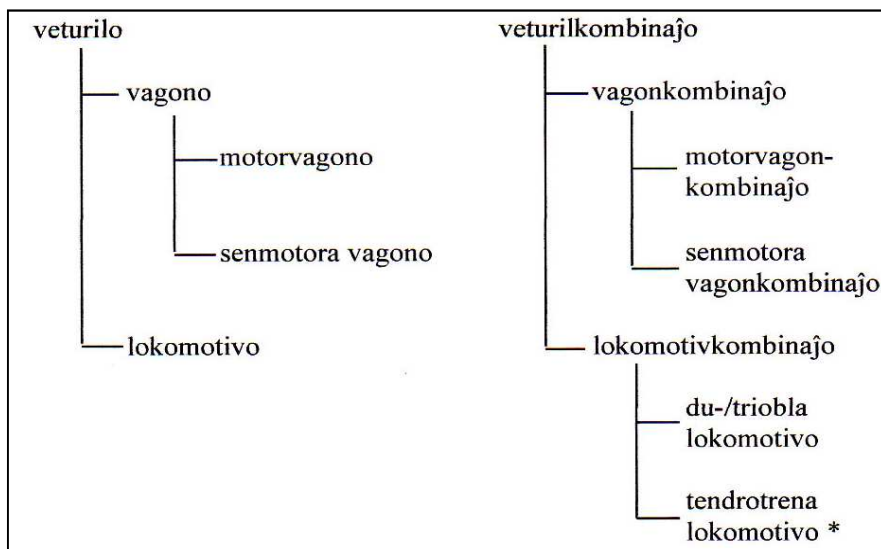 veturilo
vagono
motorvagono
senmotora vagono
lokomotivo
veturilkombinaĵo
vagonkombinaĵo
motorvagon-
kombinaĵo
senmotora
vagonkombinaĵo
lokomotivkombinaĵo
du-/triobla
lokomotivo
tendrotrena
lokomotivo *